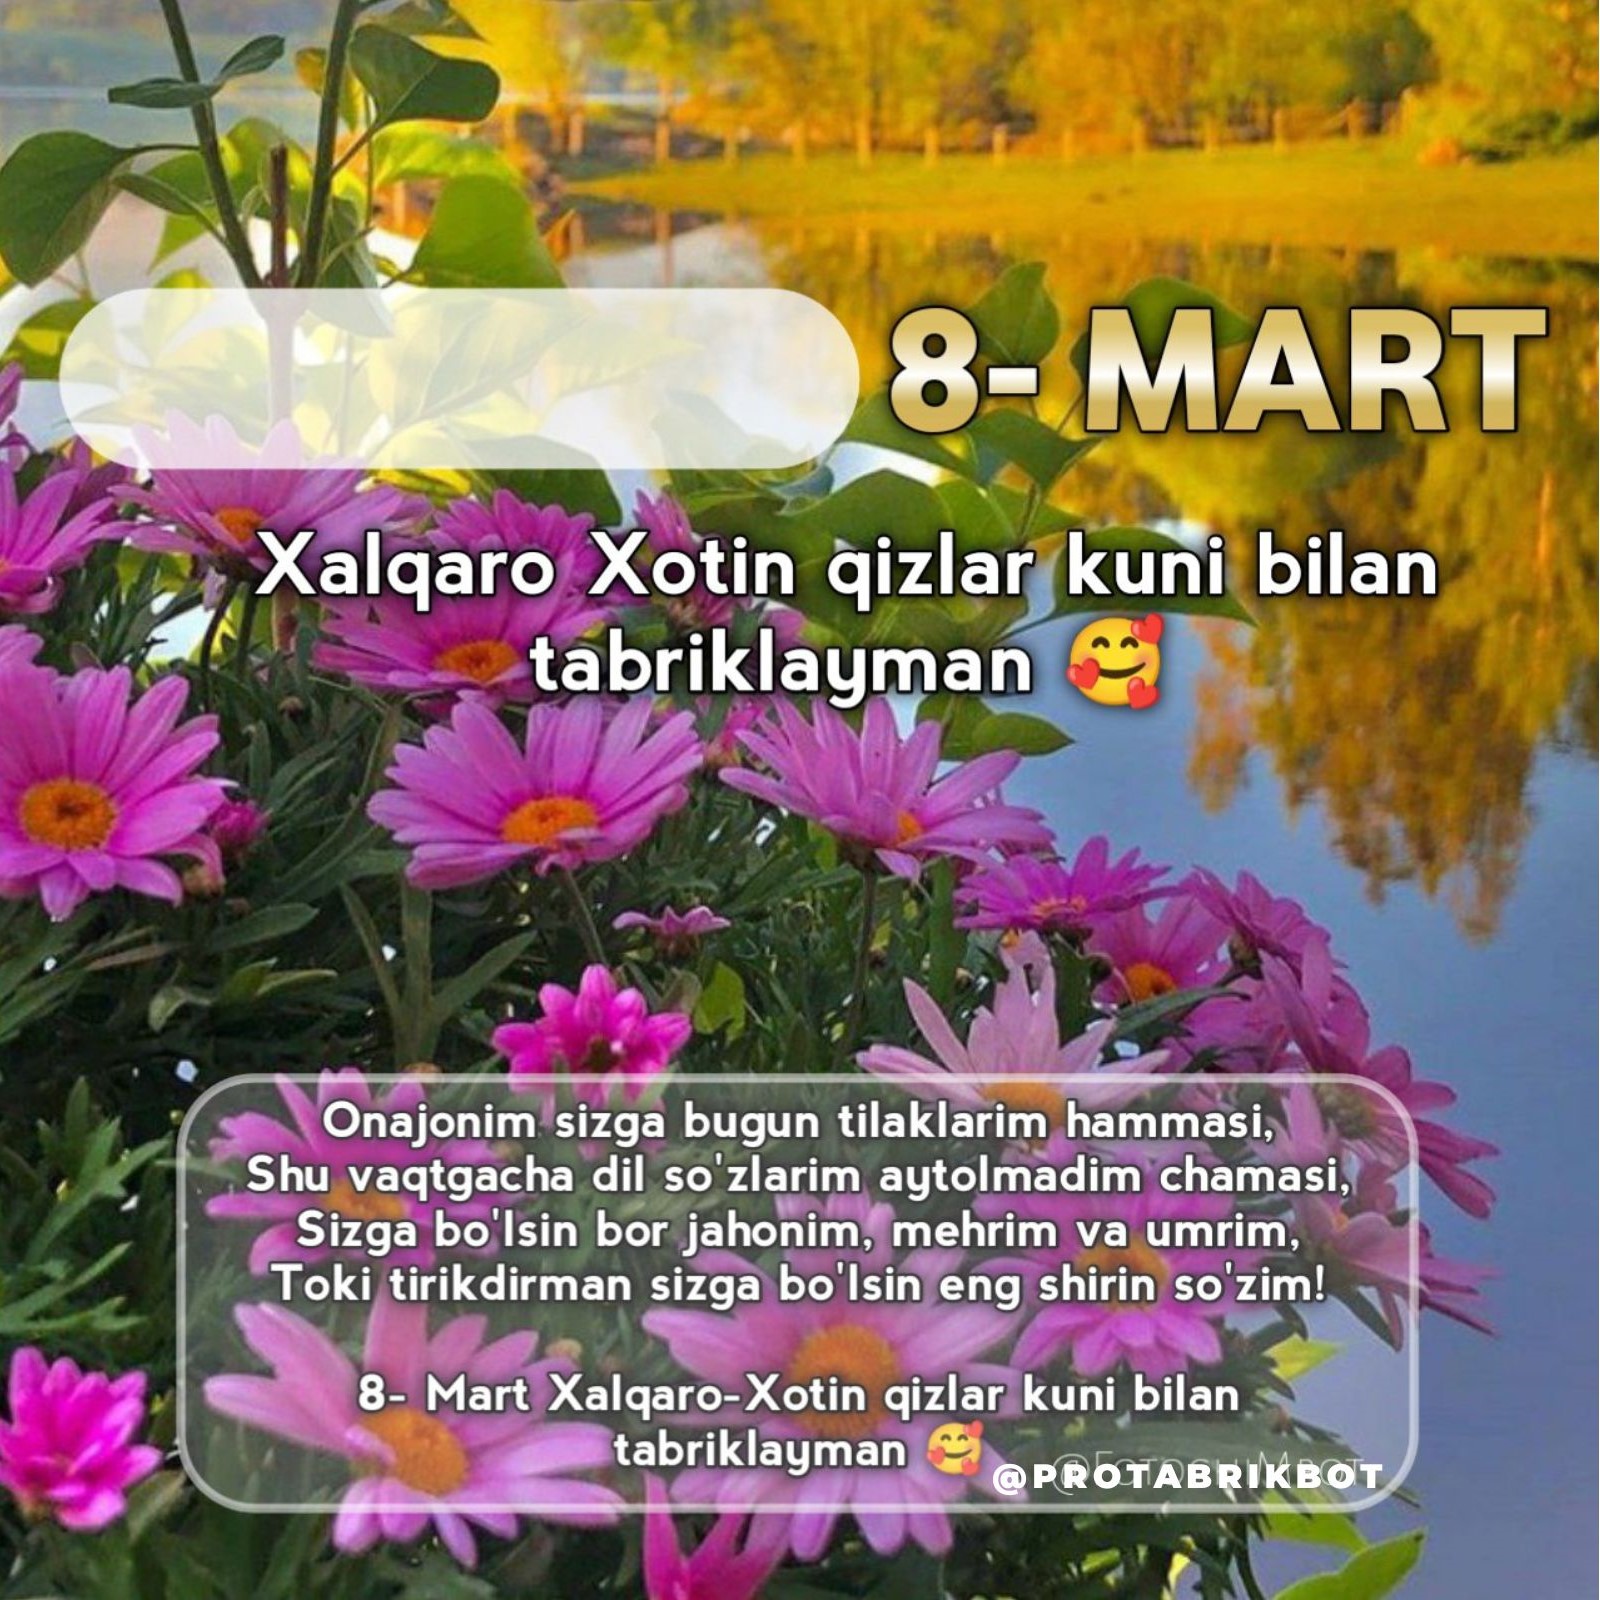 8- MART
Xalqaro Xotin qizlar kuni bilan
tabriklayman 🥰
Onajonim sizga bugun tilaklarim hammasi,
Shu vaqtgacha dil so'zlarim aytolmadim chamasi,
Sizga bo'lsin bor jahonim, mehrim va umrim,
Toki tirikdirman sizga bo'lsin eng shirin so'zim!
8- Mart Xalqaro-Xotin qizlar kuni bilan
tabriklayman 🥰
@PROTABRIKBOT